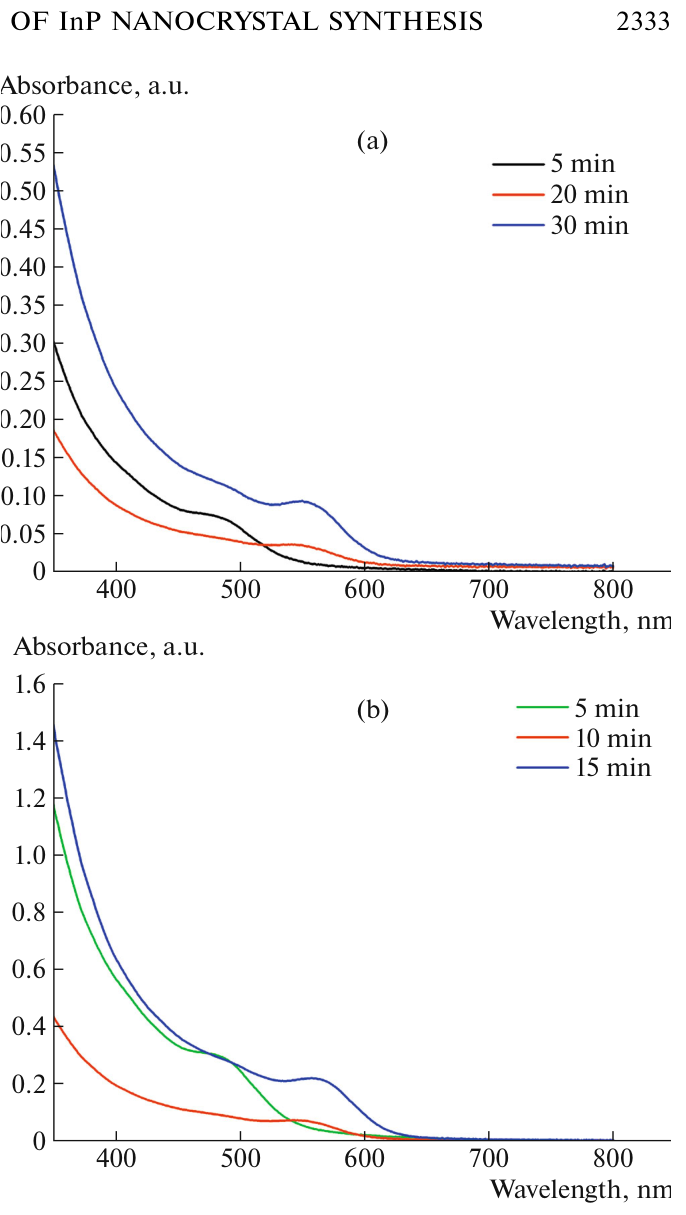 OF InP NANOCRYSTAL SYNTHESIS 2333
Absorbance, a.u.
0.60
(a)
0.55
5 min
0.50
20 min
0.45
30 min
0.40
0.35
0.30
0.25
0.20
0.15
0.10
0.05
0
400 500 600 700 800
Wavelength, nm
Absorbance, a.u.
1.6
(b)
5 min
1.4
10 min
15 min
1.2
1.0
0.8
0.6
0.4
0.2
0
400 500 600 700 800
Wavelength, nm